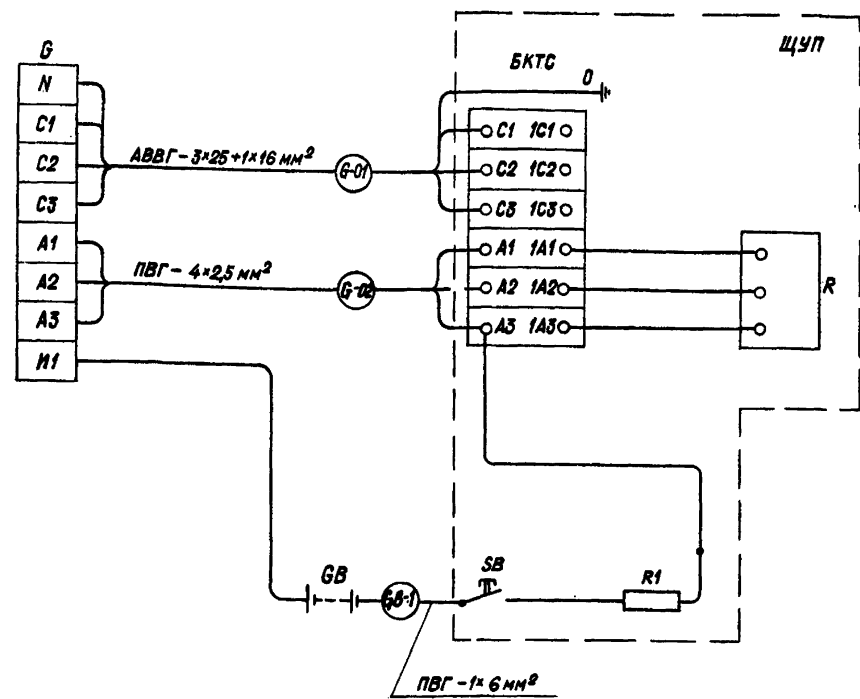 ЩУП
G
БКТС
0
N
C1
C2
C3
A1
A2
A3
И1
АВВГ-3×25+1×16 мм²
G-01
ПВГ-4×2,5 мм²
G-02
C1 1C1
C2 1C2
C3 1C3
A1 1A1
A2 1A2
A3 1A3
R
GB
GB-1
SB
R1
ПВГ-1×6 мм²